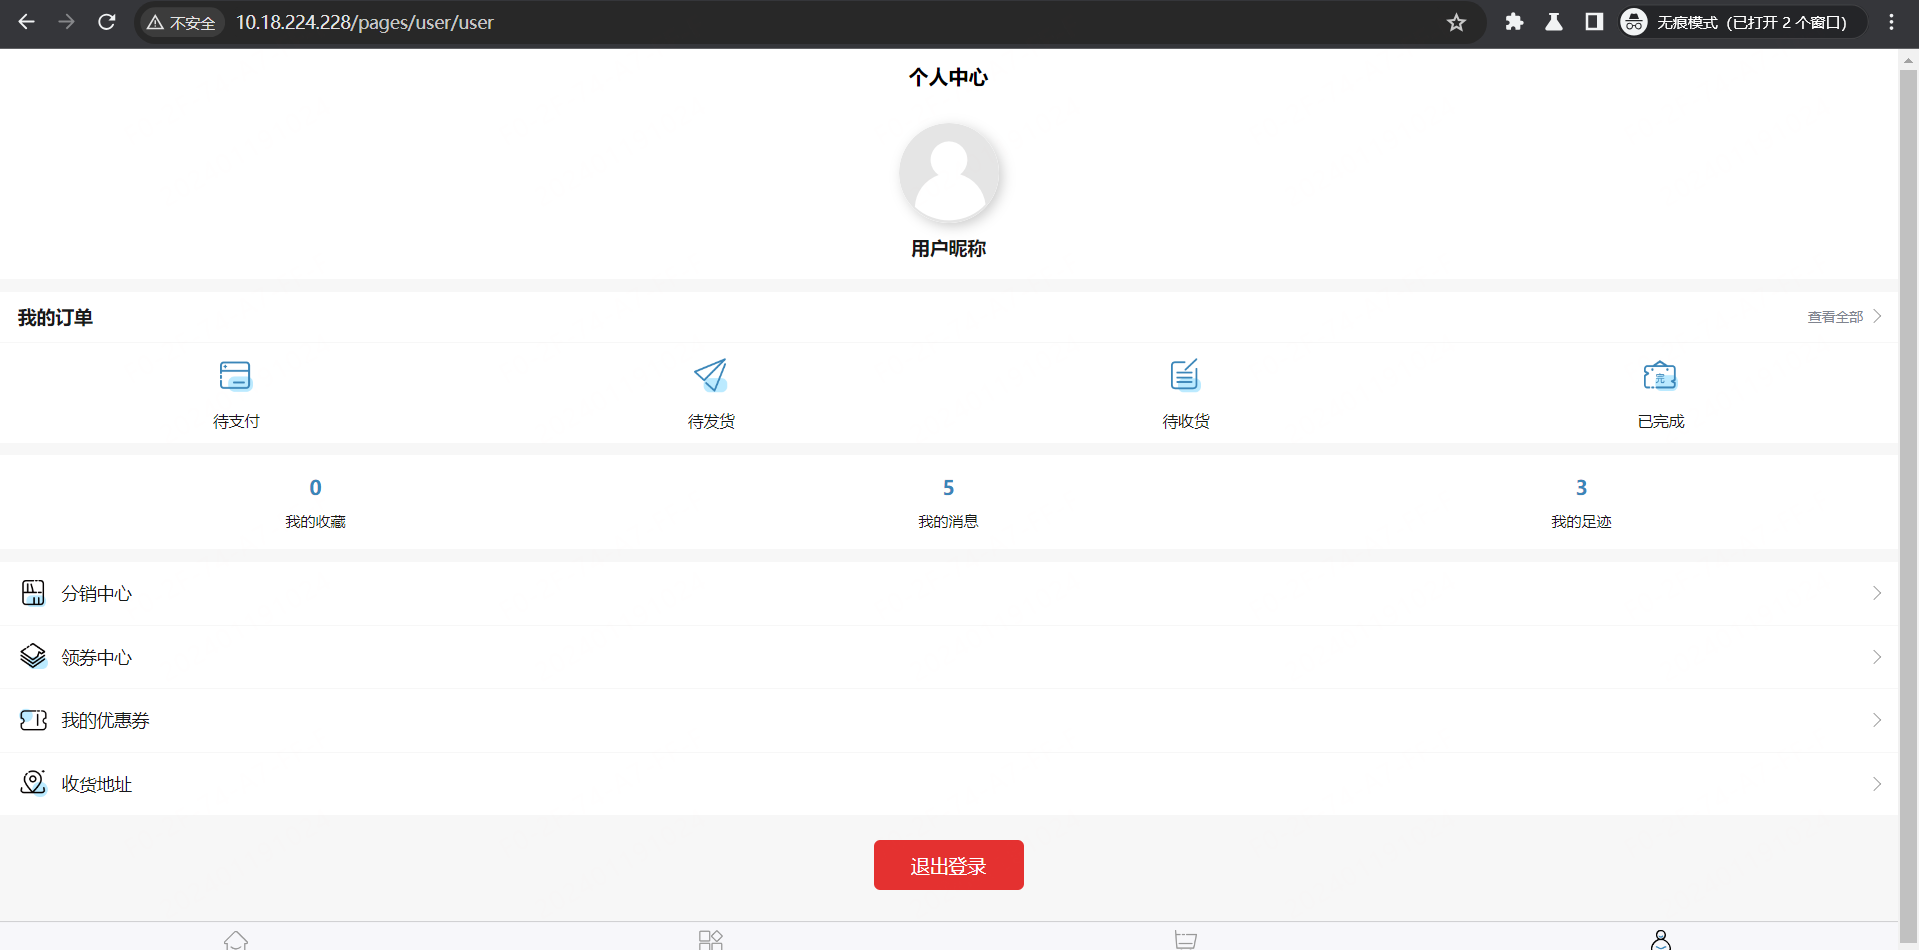 不安全 10.18.224.228/pages/user/user 无痕模式（已打开 2 个窗口）
个人中心
用户昵称
我的订单 查看全部
完
待支付 待发货 待收货 已完成
0 5 3
我的收藏 我的消息 我的足迹
分销中心
领券中心
我的优惠券
收货地址
退出登录